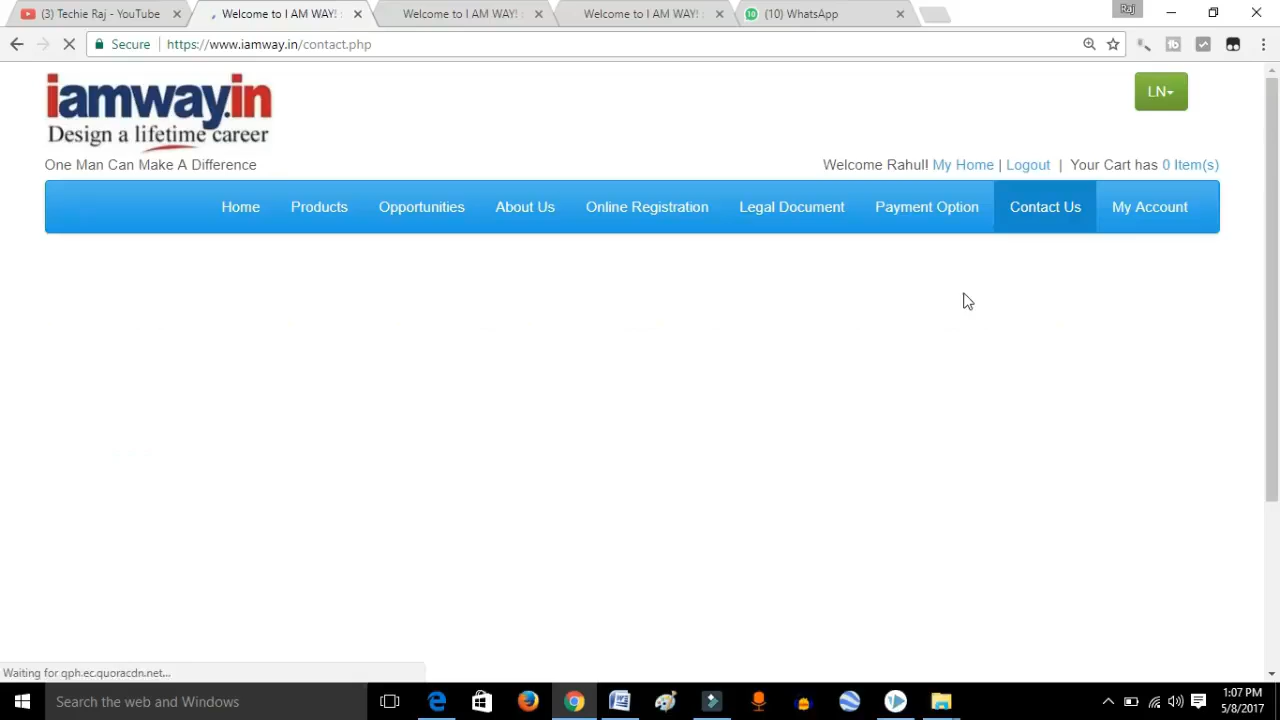 (3) Techie Raj - YouTube
Welcome to I AM WAY! :
Welcome to I AM WAY! :
Welcome to I AM WAY! :
10
(10) WhatsApp
Raj
Secure
https://www.iamway.in/contact.php
iamway.in
Design a lifetime career
One Man Can Make A Difference
LN
Welcome Rahul! My Home | Logout | Your Cart has 0 Item(s)
Home Products Opportunities About Us Online Registration Legal Document Payment Option Contact Us My Account
Waiting for qph.ec.quoracdn.net...
Search the web and Windows
1:07 PM
5/8/2017